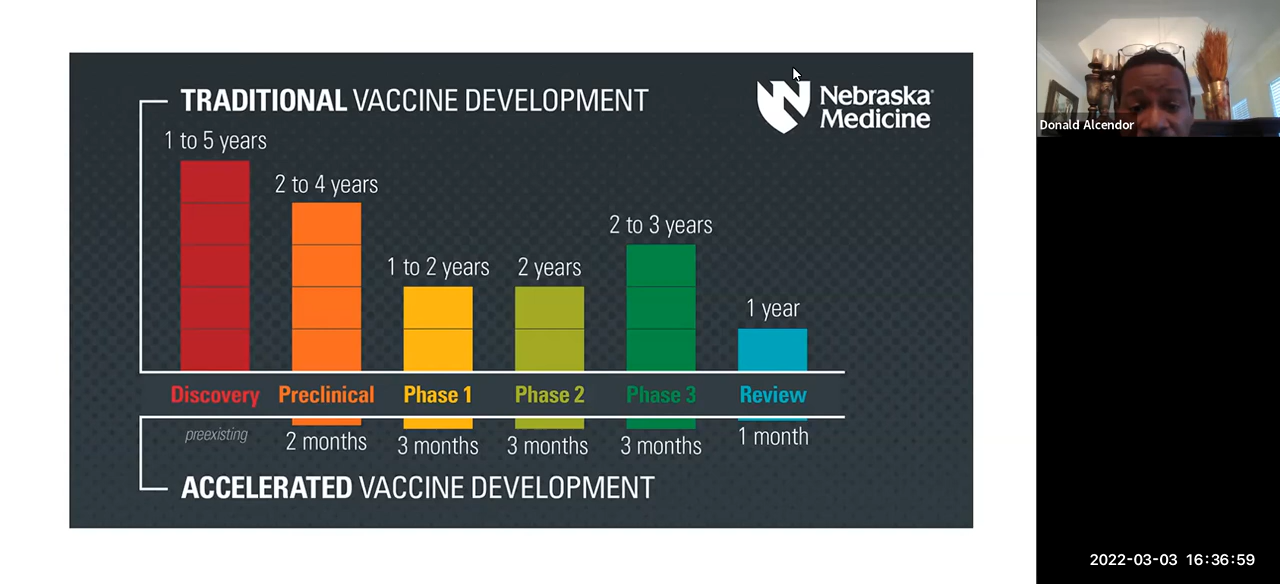 TRADITIONAL VACCINE DEVELOPMENT
Nebraska
Medicine
1 to 5 years
2 to 4 years
1 to 2 years
2 years
2 to 3 years
1 year
Discovery
Preclinical
Phase 1
Phase 2
Phase 3
Review
preexisting
2 months
3 months
3 months
3 months
1 month
ACCELERATED VACCINE DEVELOPMENT
Donald Alcendor
2022-03-03 16:36:59